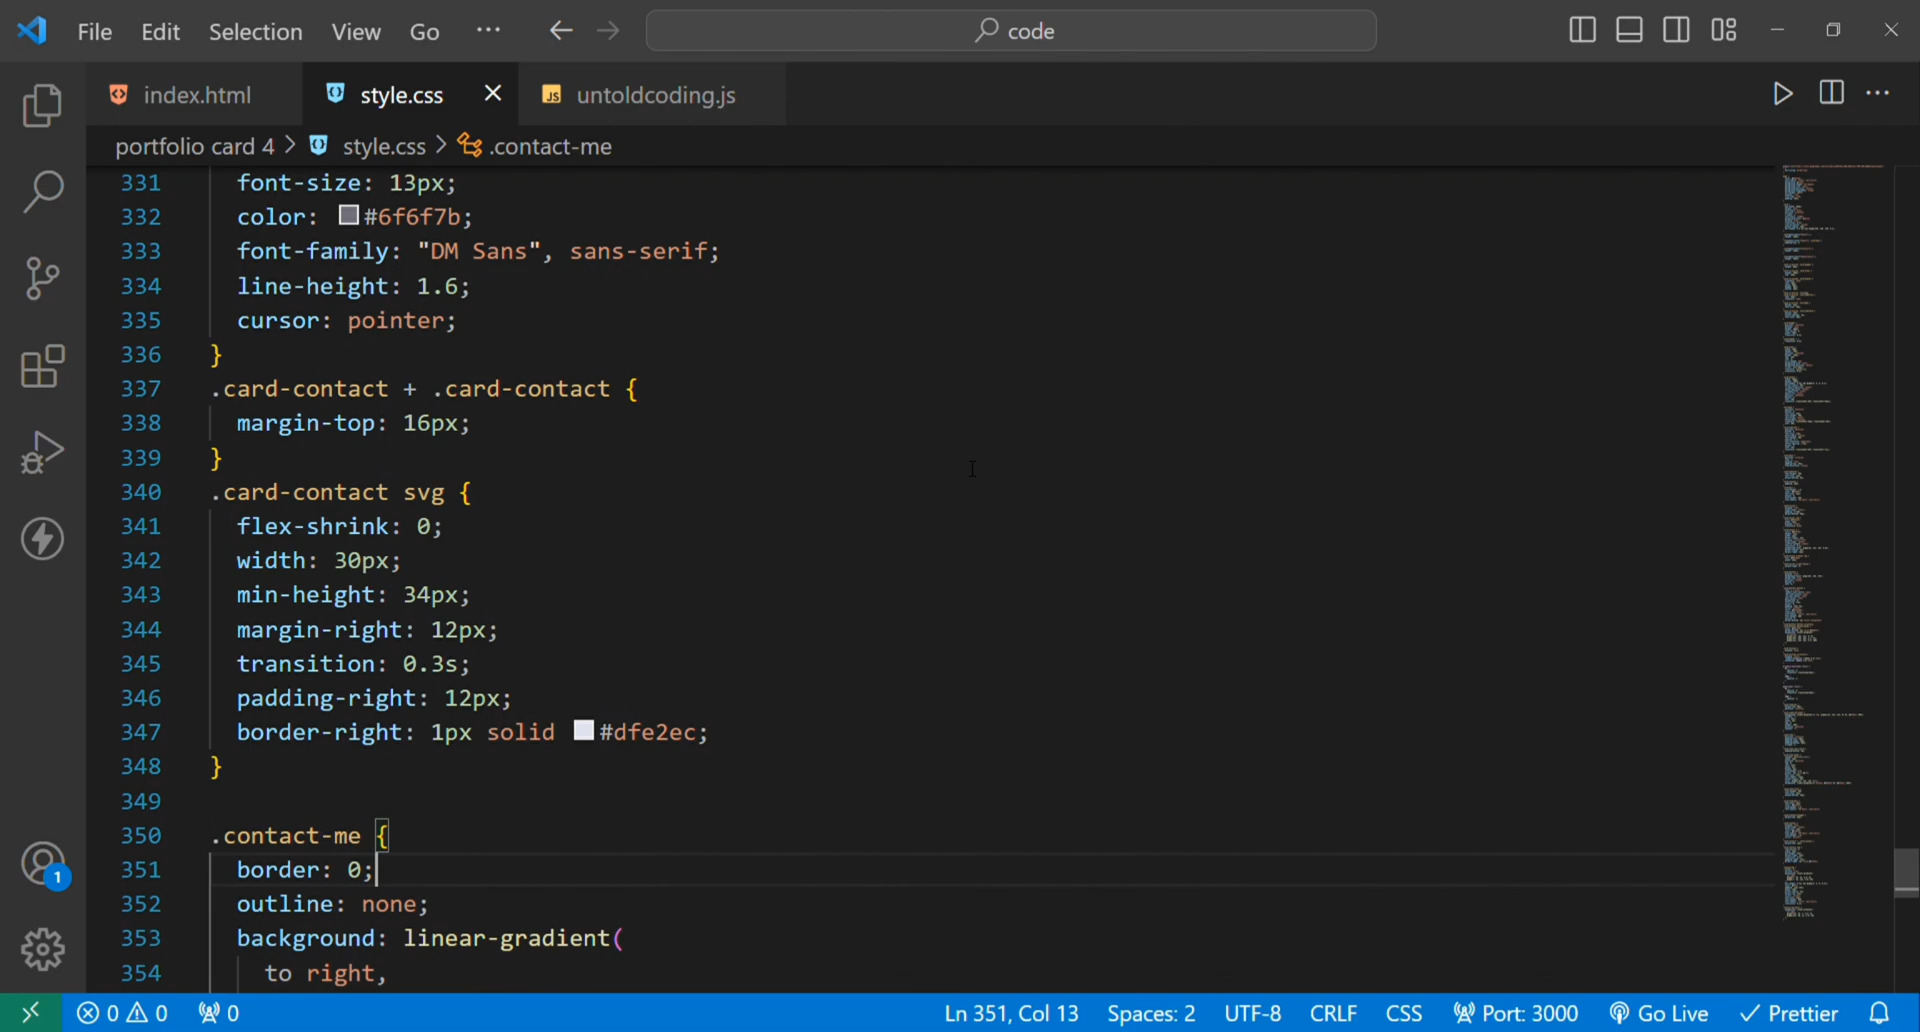 File Edit Selection View Go ··· code
index.html style.css untoldcoding.js
portfolio card 4 > style.css > .contact-me
331 font-size: 13px;
332 color: #6f6f7b;
333 font-family: "DM Sans", sans-serif;
334 line-height: 1.6;
335 cursor: pointer;
336 }
337 .card-contact + .card-contact {
338 margin-top: 16px;
339 }
340 .card-contact svg {
341 flex-shrink: 0;
342 width: 30px;
343 min-height: 34px;
344 margin-right: 12px;
345 transition: 0.3s;
346 padding-right: 12px;
347 border-right: 1px solid #dfe2ec;
348 }
349
350 .contact-me {
351 border: 0;
352 outline: none;
353 background: linear-gradient(
354 to right,
1
0 0 0 Ln 351, Col 13 Spaces: 2 UTF-8 CRLF CSS Port: 3000 Go Live Prettier